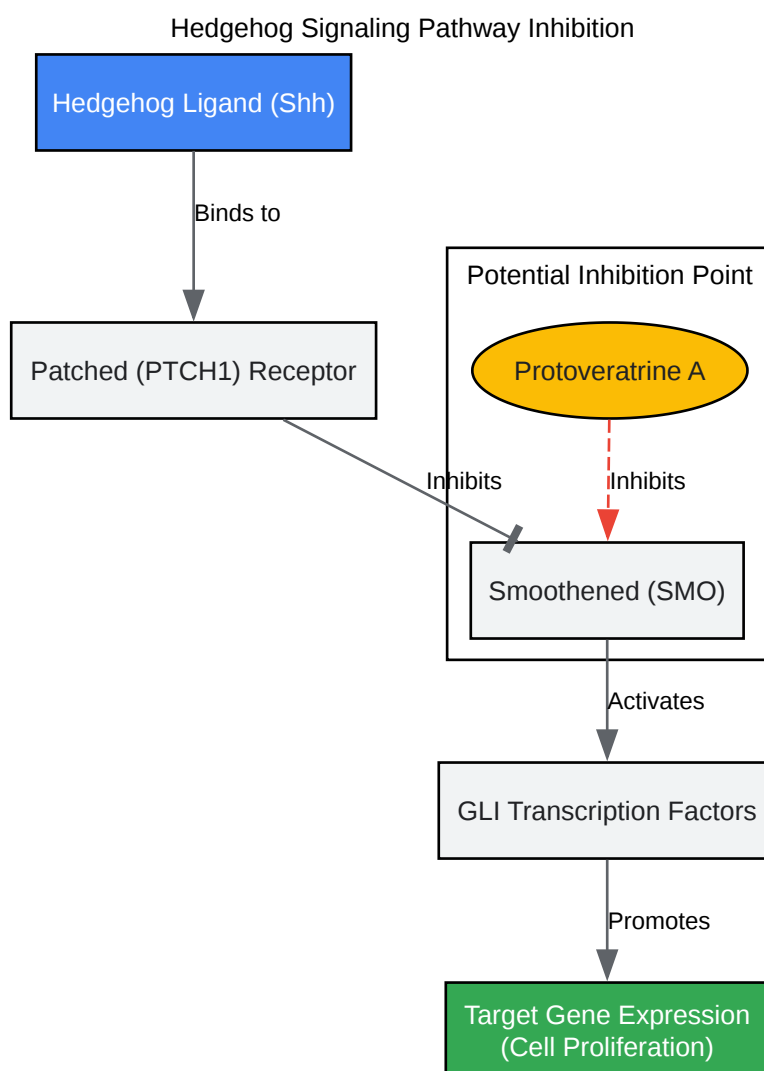 Hedgehog Signaling Pathway Inhibition
Hedgehog Ligand (Shh)
Binds to
Potential Inhibition Point
Patched (PTCH1) Receptor
Protoveratrine A
Inhibits
Inhibits
Smoothened (SMO)
Activates
GLI Transcription Factors
Promotes
Target Gene Expression
(Cell Proliferation)